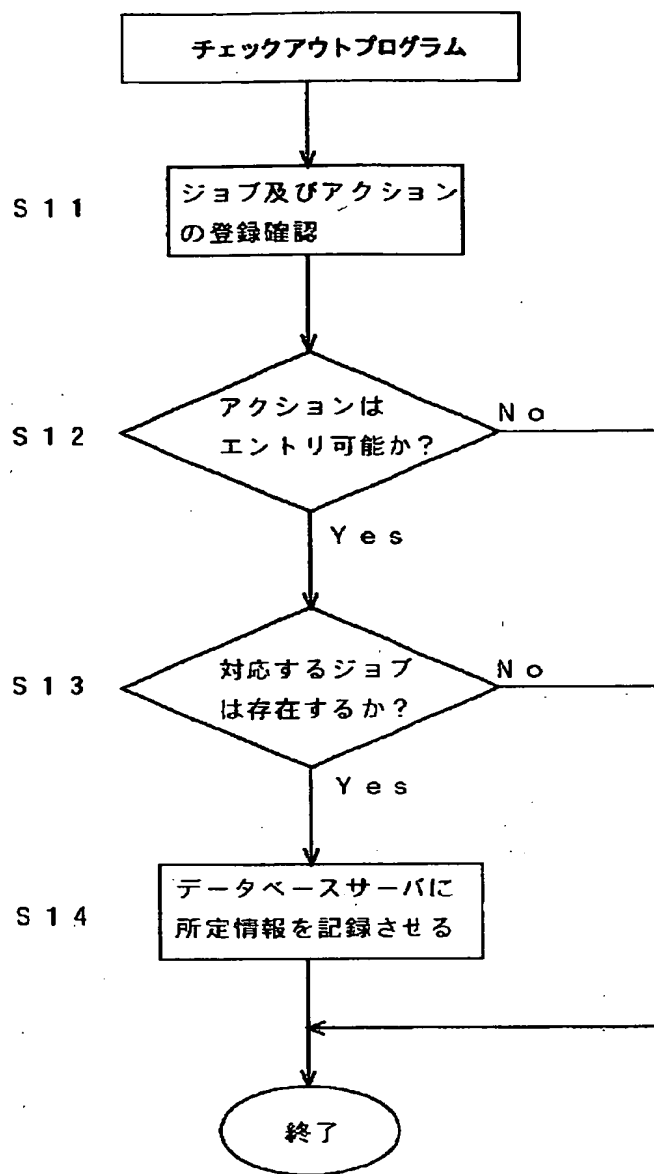 チェックアウトプログラム
S11
ジョブ及びアクション
の登録確認
S12
アクションは
エントリ可能か？
No
Yes
S13
対応するジョブ
は存在するか？
No
Yes
S14
データベースサーバに
所定情報を記録させる
終了